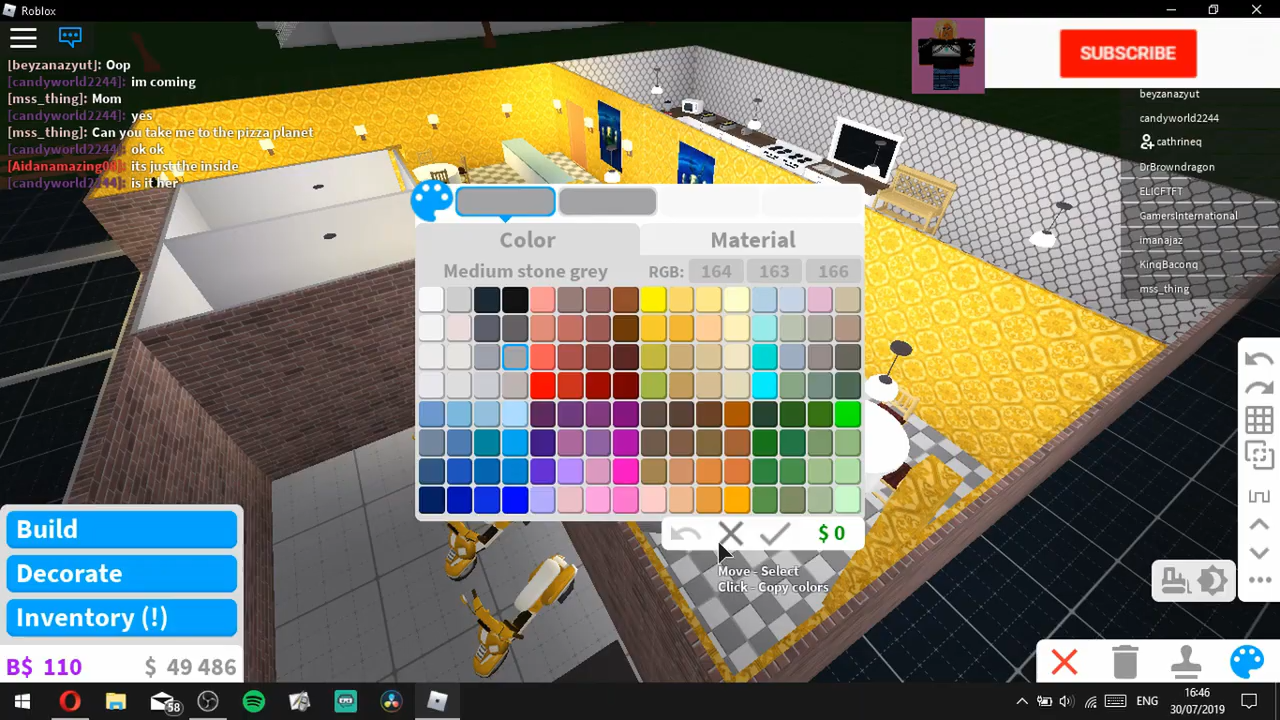 Roblox
[beyzanazyut]: Oop
[candyworld2244]: im coming
[mss_thing]: Mom
[candyworld2244]: yes
[mss_thing]: Can you take me to the pizza planet
[candyworld2244]: ok ok
its just the inside
[candyworld2244]: is it her
SUBSCRIBE
beyzanazyut
candyworld2244
cathrineq
DrBrowndragon
ELICFTFT
GamersInternational
imanajaz
KinqBaconq
mss_thing
Color
Material
Medium stone grey
RGB: 164 163 166
$ 0
Move - Select
Click - Copy colors
Build
Decorate
Inventory (!)
B$ 110
$ 49 486
58
ENG
16:46
30/07/2019